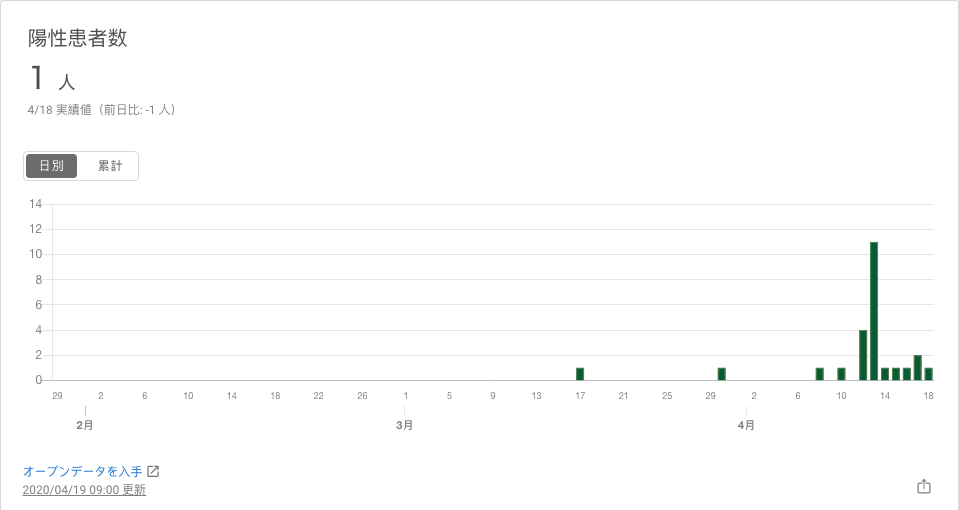 陽性患者数
1 人
4/18 実績値（前日比: -1 人）
日別 累計
14
12
10
8
6
4
2
0
29 2 6 10 14 18 22 26 1 5 9 13 17 21 25 29 2 6 10 14 18
2月 3月 4月
オープンデータを入手
2020/04/19 09:00 更新